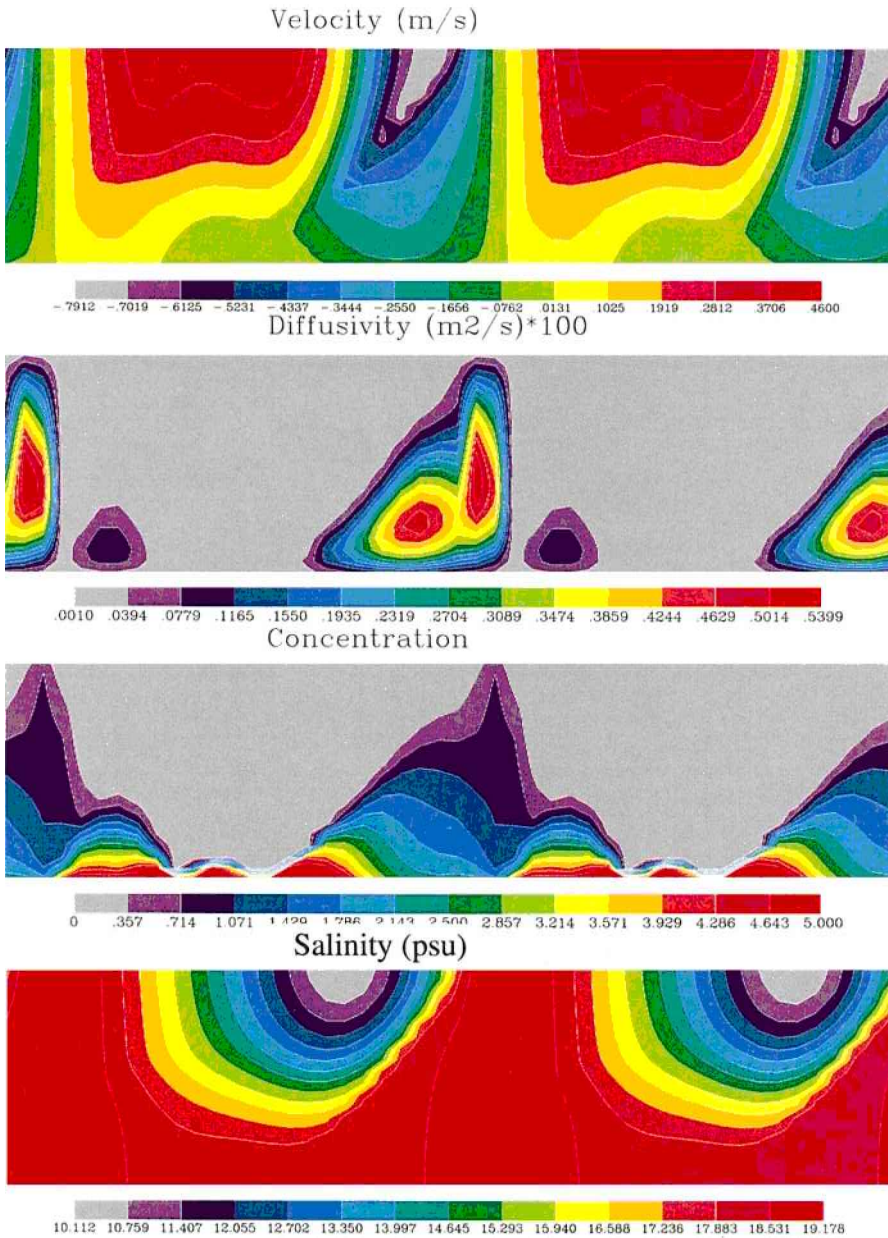 Velocity (m/s)
-.7912 -.7019 -.6125 -.5231 -.4337 -.3444 -.2550 -.1656 -.0762 .0131 .1025 .1919 .2812 .3706 .4600
Diffusivity (m2/s)*100
.0010 .0394 .0779 .1165 .1550 .1935 .2319 .2704 .3089 .3474 .3859 .4244 .4629 .5014 .5399
Concentration
0 .357 .714 1.071 1.429 1.786 2.143 2.500 2.857 3.214 3.571 3.929 4.286 4.643 5.000
Salinity (psu)
10.112 10.759 11.407 12.055 12.702 13.350 13.997 14.645 15.293 15.940 16.588 17.236 17.883 18.531 19.178